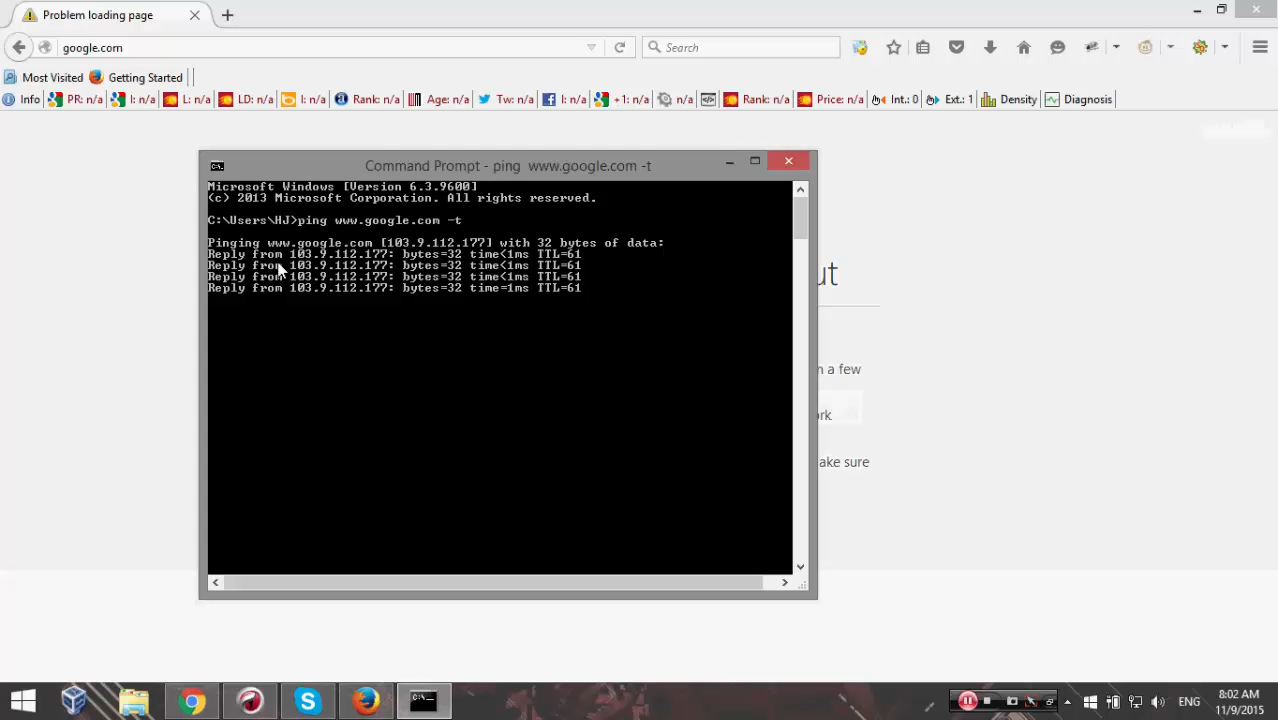 Problem loading page
google.com
Search
Most Visited Getting Started
Info PR: n/a I: n/a L: n/a LD: n/a I: n/a Rank: n/a Age: n/a Tw: n/a I: n/a +1: n/a n/a Rank: n/a Price: n/a Int.: 0 Ext.: 1 Density Diagnosis
Command Prompt - ping www.google.com -t
Microsoft Windows [Version 6.3.9600]
(c) 2013 Microsoft Corporation. All rights reserved.
C:\Users\HJ>ping www.google.com -t
Pinging www.google.com [103.9.112.177] with 32 bytes of data:
Reply from 103.9.112.177: bytes=32 time<1ms TTL=61
Reply from 103.9.112.177: bytes=32 time<1ms TTL=61
Reply from 103.9.112.177: bytes=32 time<1ms TTL=61
Reply from 103.9.112.177: bytes=32 time=1ms TTL=61
ut
n a few
ork
ake sure
ENG
8:02 AM
11/9/2015